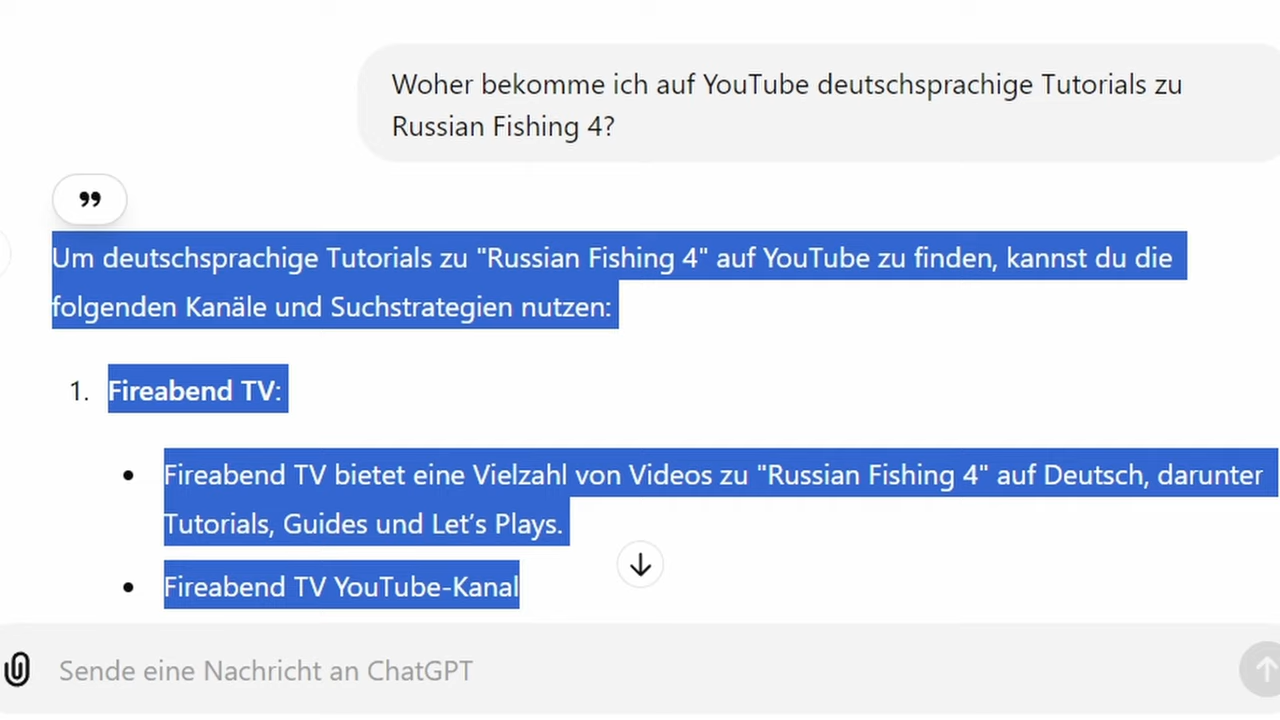 Woher bekomme ich auf YouTube deutschsprachige Tutorials zu
Russian Fishing 4?
Um deutschsprachige Tutorials zu "Russian Fishing 4" auf YouTube zu finden, kannst du die
folgenden Kanäle und Suchstrategien nutzen:
1. Fireabend TV:
• Fireabend TV bietet eine Vielzahl von Videos zu "Russian Fishing 4" auf Deutsch, darunter
Tutorials, Guides und Let’s Plays.
• Fireabend TV YouTube-Kanal
Sende eine Nachricht an ChatGPT